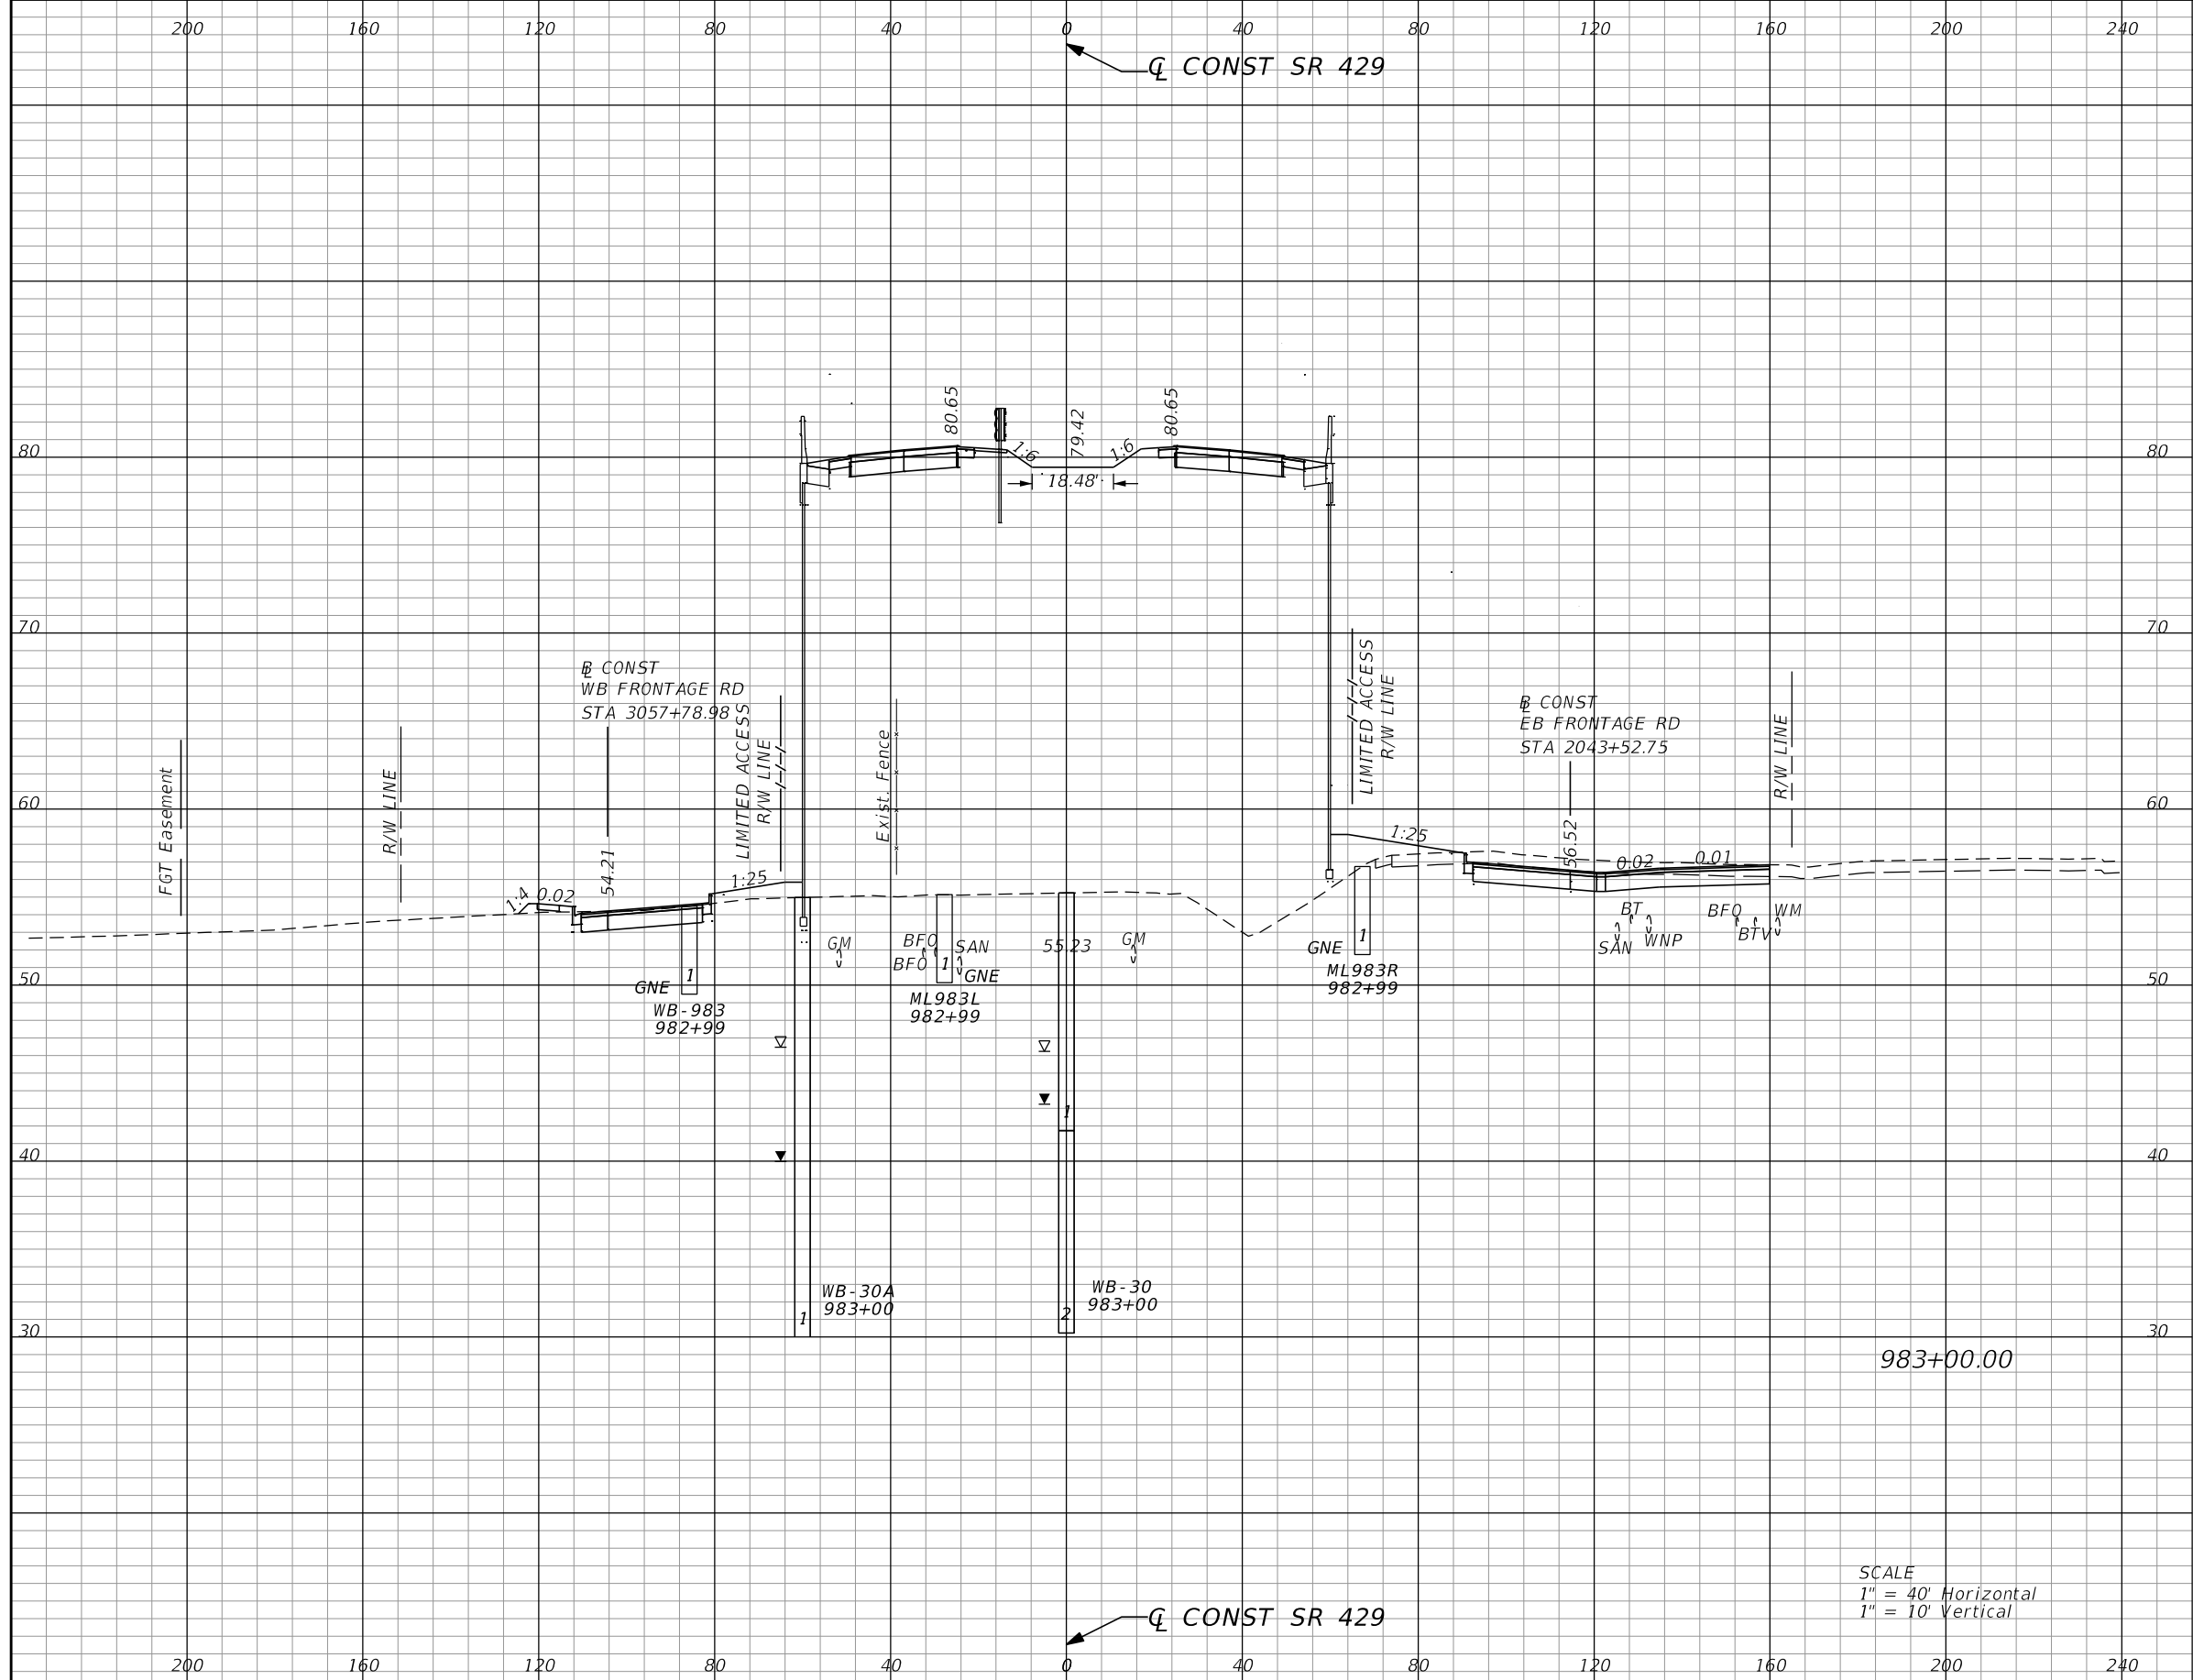 200 160 120 80 40 0 40 80 120 160 200 240
℄ CONST SR 429
80.65
79.42
80.65
1:6
1:6
80 80
18.48'
70 70
℄ CONST
WB FRONTAGE RD
STA 3057+78.98
LIMITED ACCESS
R/W LINE
Exist. Fence
LIMITED ACCESS
R/W LINE
B̲L CONST
EB FRONTAGE RD
STA 2043+52.75
R/W LINE
FGT Easement
R/W LINE
60 60
54.21
56.52
1:4 0.02
1:25
1:25
0.02
0.01
GM
BFO
BFO
SAN
GNE
55.23
GM
GNE
1
ML983R
982+99
BT
SAN
WNP
BFO
BTV
WM
50 50
GNE
1
WB-983
982+99
1
ML983L
982+99
1
40 40
WB-30A
983+00
1
WB-30
983+00
2
30 30
983+00.00
SCALE
1" = 40' Horizontal
1" = 10' Vertical
℄ CONST SR 429
200 160 120 80 40 0 40 80 120 160 200 240